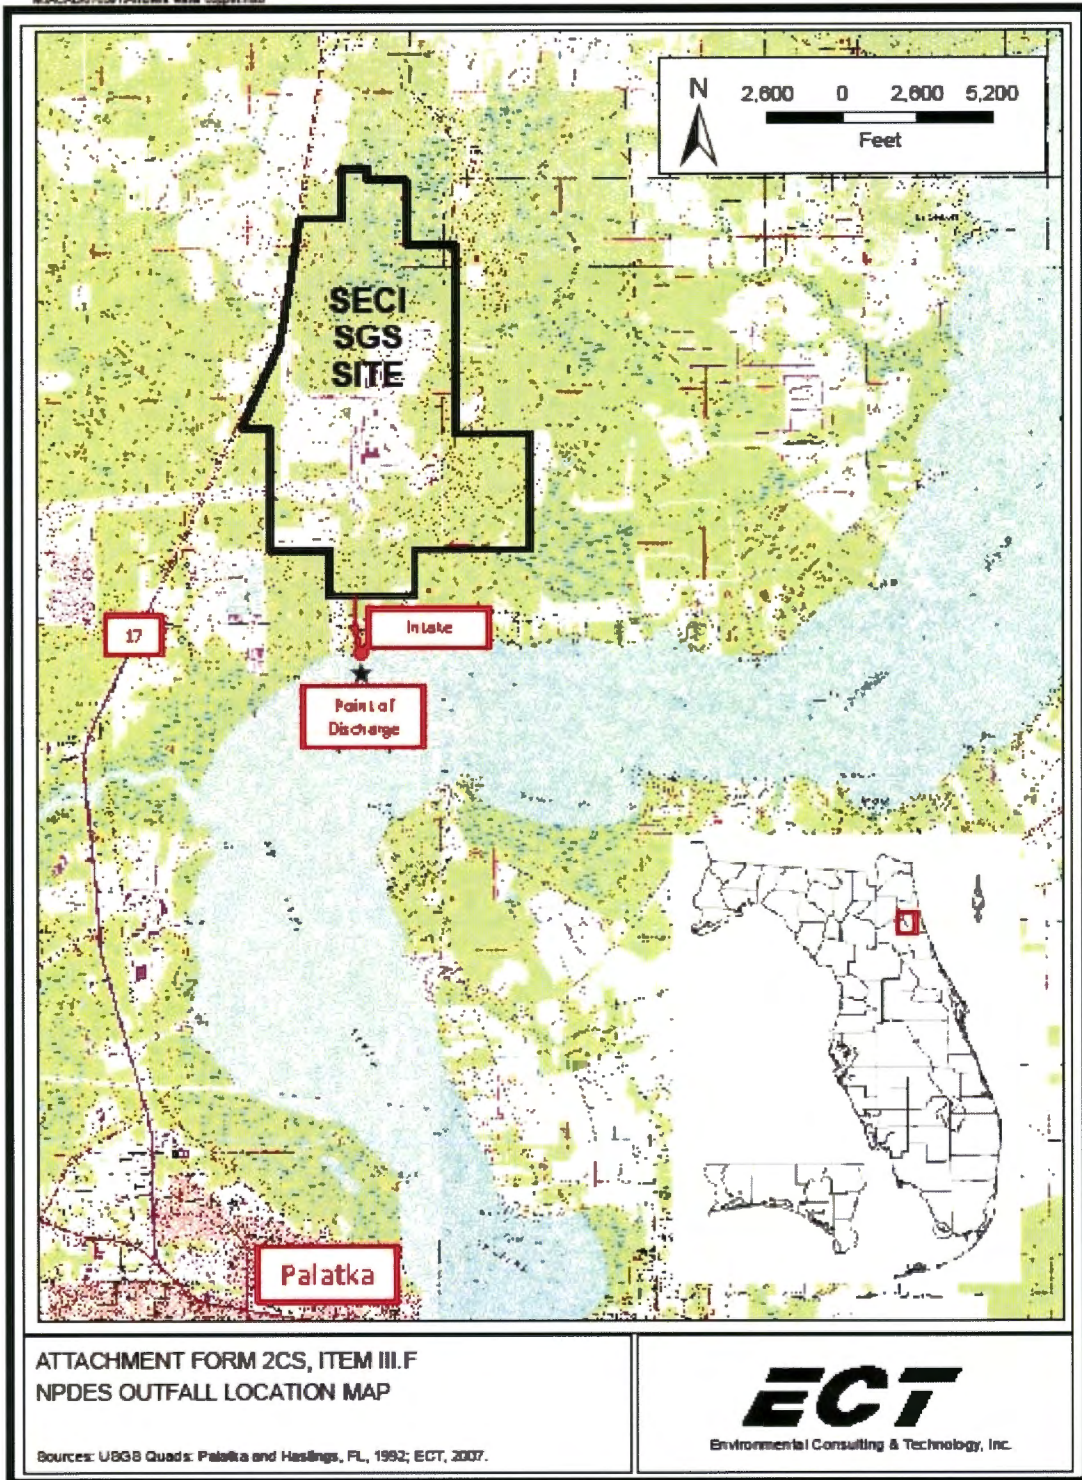 N
2,600 0 2,600 5,200
Feet
SECI
SGS
SITE
17
Intake
Point of
Discharge
Palatka
ATTACHMENT FORM 2CS, ITEM III.F
NPDES OUTFALL LOCATION MAP
Sources: USGS Quads: Palatka and Hastings, FL, 1992; ECT, 2007.
ECT
Environmental Consulting & Technology, Inc.